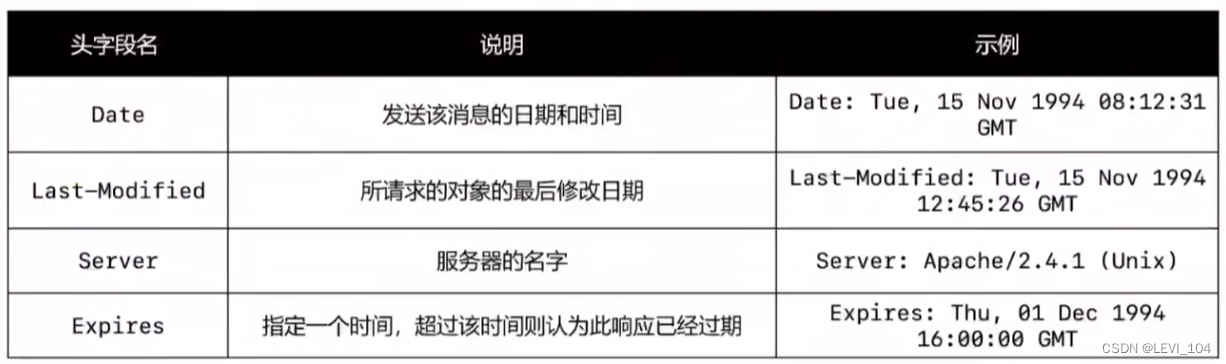 头字段名 说明 示例
Date 发送该消息的日期和时间 Date: Tue, 15 Nov 1994 08:12:31
GMT
Last-Modified 所请求的对象的最后修改日期 Last-Modified: Tue, 15 Nov 1994
12:45:26 GMT
Server 服务器的名字 Server: Apache/2.4.1 (Unix)
Expires 指定一个时间，超过该时间则认为此响应已经过期 Expires: Thu, 01 Dec 1994
16:00:00 GMT
CSDN @LEVI_104